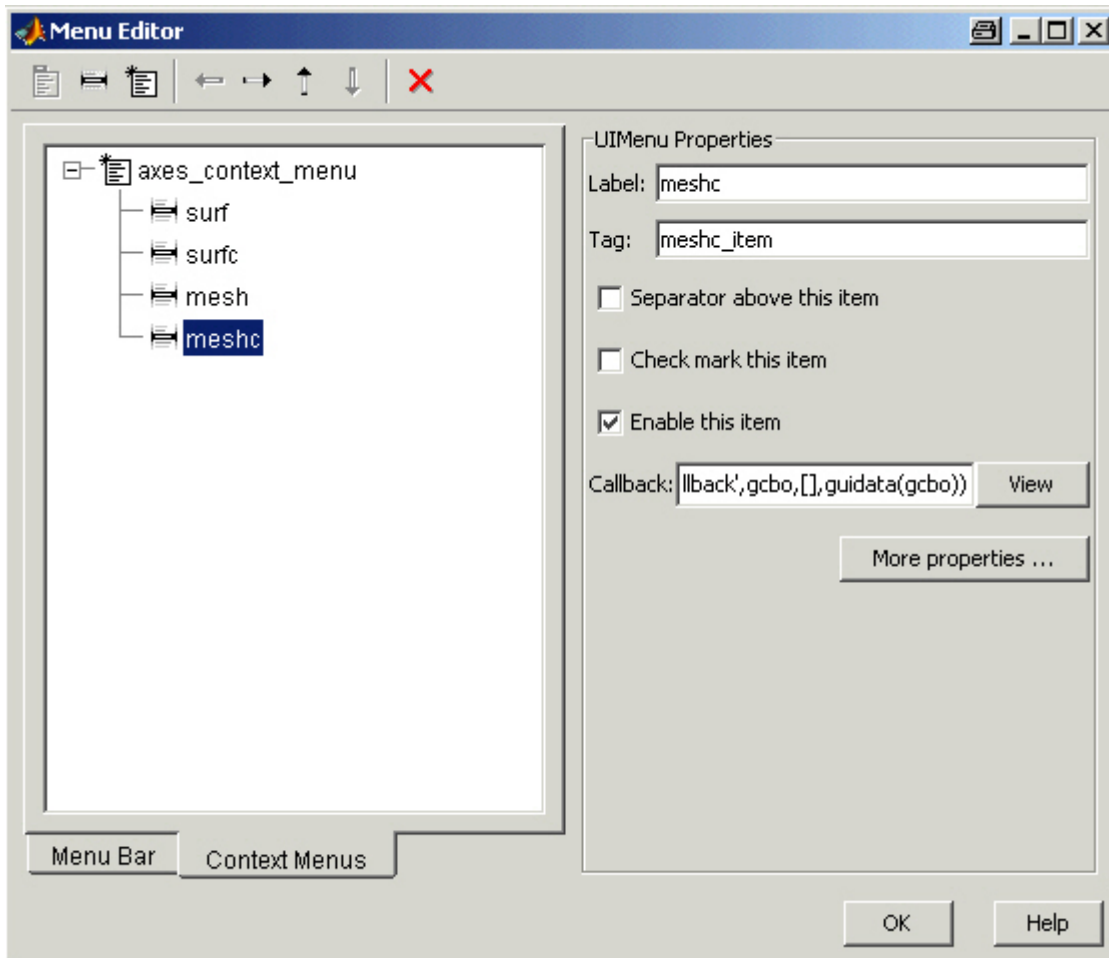 Menu Editor
axes_context_menu
surf
surfc
mesh
meshc
Menu Bar
Context Menus
UIMenu Properties
Label: meshc
Tag: meshc_item
Separator above this item
Check mark this item
Enable this item
Callback: llback',gcbo,[],guidata(gcbo)) View
More properties ...
OK Help